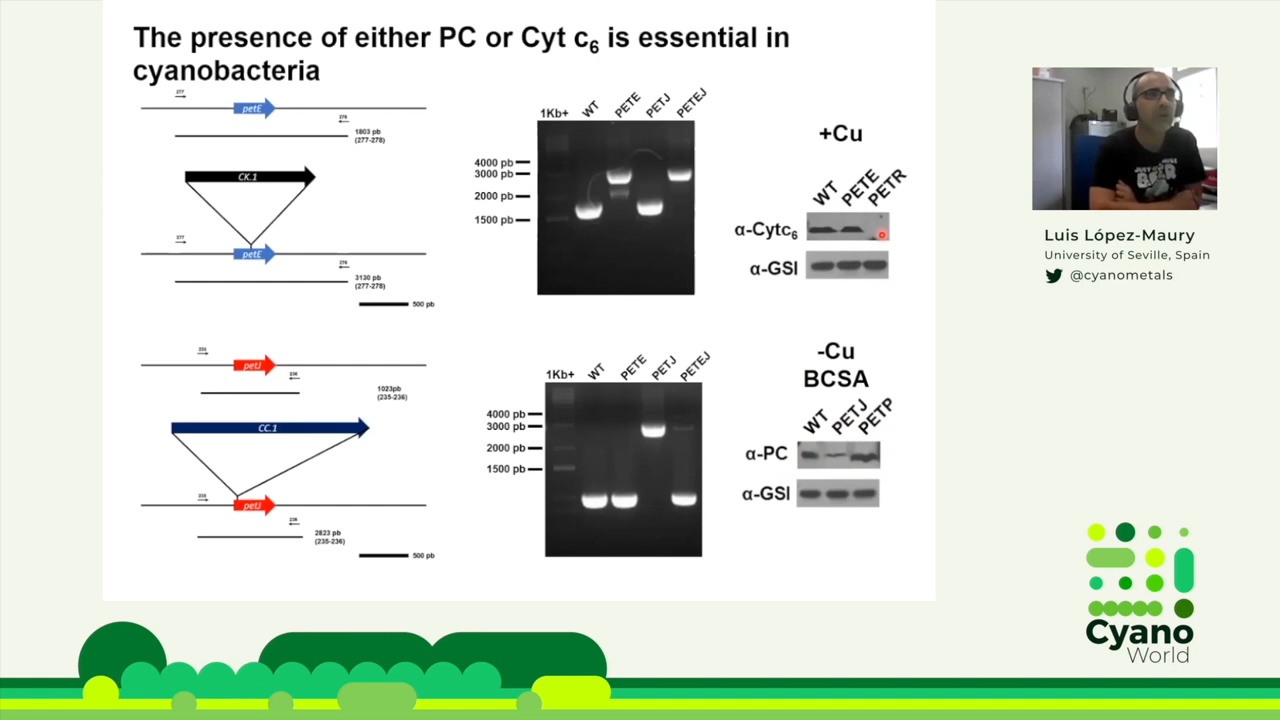 The presence of either PC or Cyt c6 is essential in
cyanobacteria
277
petE
278
1803 pb
(277-278)
CK.1
277
petE
278
3130 pb
(277-278)
500 pb
petJ
236
1023pb
(235-236)
CC.1
235
petJ
236
2823 pb
(235-236)
500 pb
1Kb+ WT PETE PETJ PETEJ
4000 pb
3000 pb
2000 pb
1500 pb
1Kb+ WT PETE PETJ PETEJ
4000 pb
3000 pb
2000 pb
1500 pb
+Cu
WT PETE PETR
α-Cytc6
α-GSI
-Cu
BCSA
WT PETJ PETP
α-PC
α-GSI
Luis López-Maury
University of Seville, Spain
@cyanometals
Cyano
World